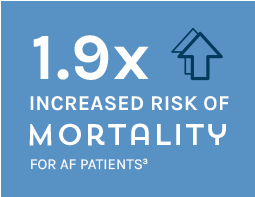 1.9x
INCREASED RISK OF
MORTALITY
FOR AF PATIENTS³